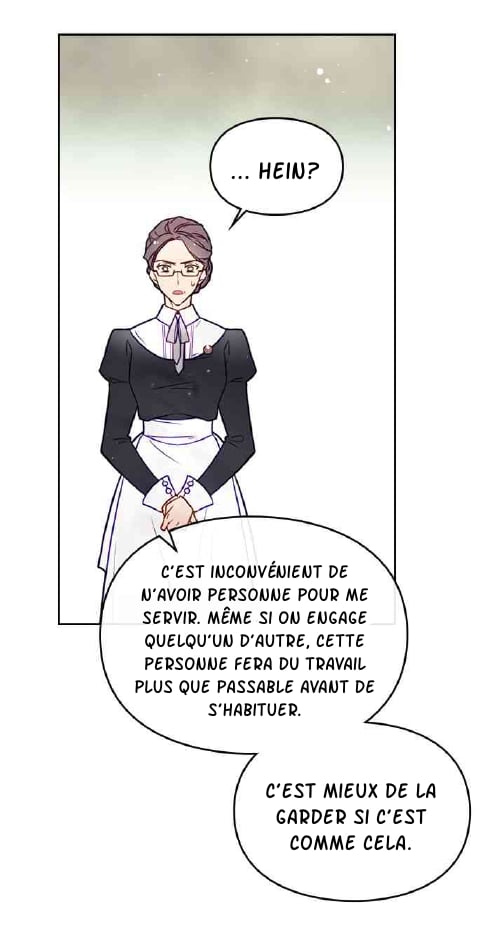 ... HEIN?
C'EST INCONVÉNIENT DE
N'AVOIR PERSONNE POUR ME
SERVIR. MÊME SI ON ENGAGE
QUELQU'UN D'AUTRE, CETTE
PERSONNE FERA DU TRAVAIL
PLUS QUE PASSABLE AVANT DE
S'HABITUER.
C'EST MIEUX DE LA
GARDER SI C'EST
COMME CELA.